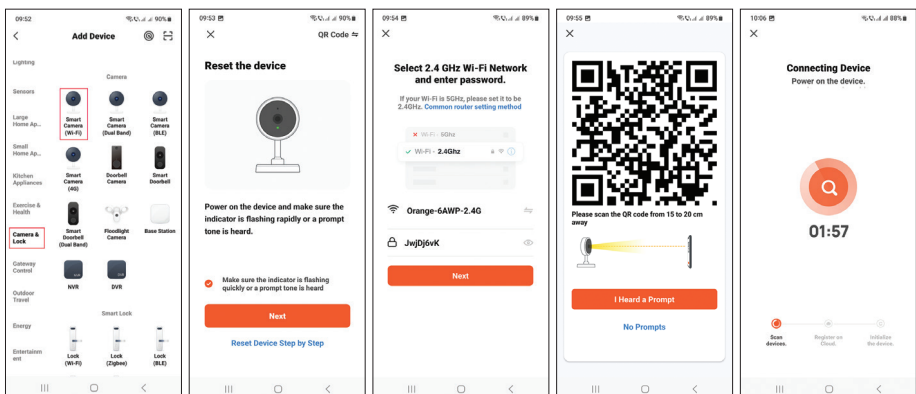 09:52
90%
Add Device
Lighting
Sensors
Large
Home Ap...
Small
Home Ap...
Kitchen
Appliances
Exercise &
Health
Camera &
Lock
Gateway
Control
Outdoor
Travel
Energy
Entertainm
ent
Camera
Smart
Camera
(Wi-Fi)
Smart
Camera
(Dual Band)
Smart
Camera
(BLE)
Smart
Camera
(4G)
Doorbell
Camera
Smart
Doorbell
Smart
Doorbell
(Dual Band)
Floodlight
Camera
Base Station
NVR
DVR
Smart Lock
Lock
(Wi-Fi)
Lock
(Zigbee)
Lock
(BLE)
09:53
90%
QR Code
Reset the device
Power on the device and make sure the
indicator is flashing rapidly or a prompt
tone is heard.
Make sure the indicator is flashing
quickly or a prompt tone is heard
Next
Reset Device Step by Step
09:54
89%
Select 2.4 GHz Wi-Fi Network
and enter password.
If your Wi-Fi is 5GHz, please set it to be
2.4GHz. Common router setting method
Wi-Fi - 5Ghz
Wi-Fi - 2.4Ghz
Orange-6AWP-2.4G
JwjDj6vK
Next
09:55
89%
Please scan the QR code from 15 to 20 cm
away
I Heard a Prompt
No Prompts
10:06
88%
Connecting Device
Power on the device.
01:57
Scan
devices.
Register on
Cloud.
Initialize
the device.